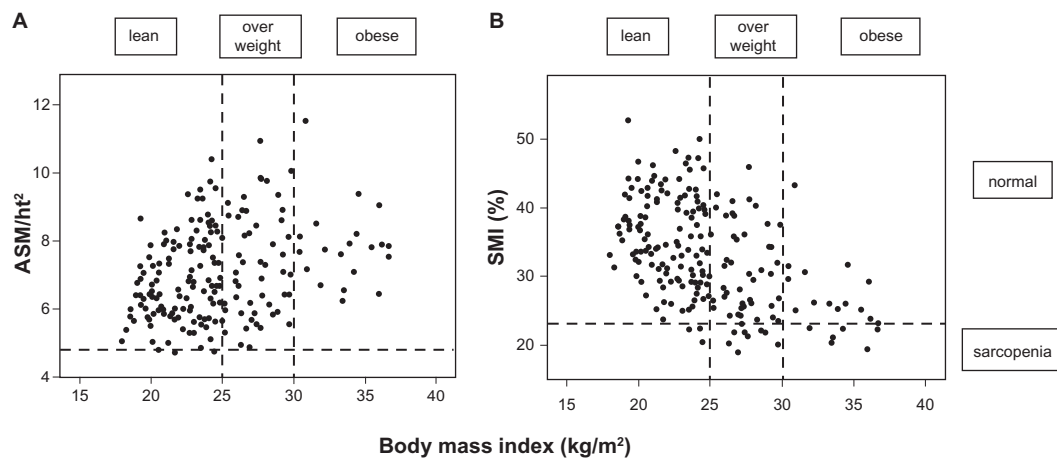 A
lean
over
weight
obese
ASM/ht²
12
10
8
6
4
15 20 25 30 35 40
B
lean
over
weight
obese
SMI (%)
50
40
30
20
15 20 25 30 35 40
normal
sarcopenia
Body mass index (kg/m²)